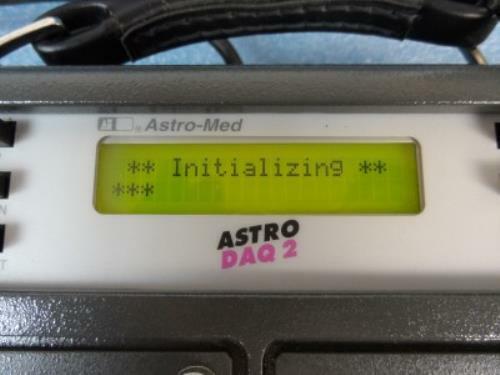 Astro-Med
** Initializing **
***
ASTRO
DAQ 2